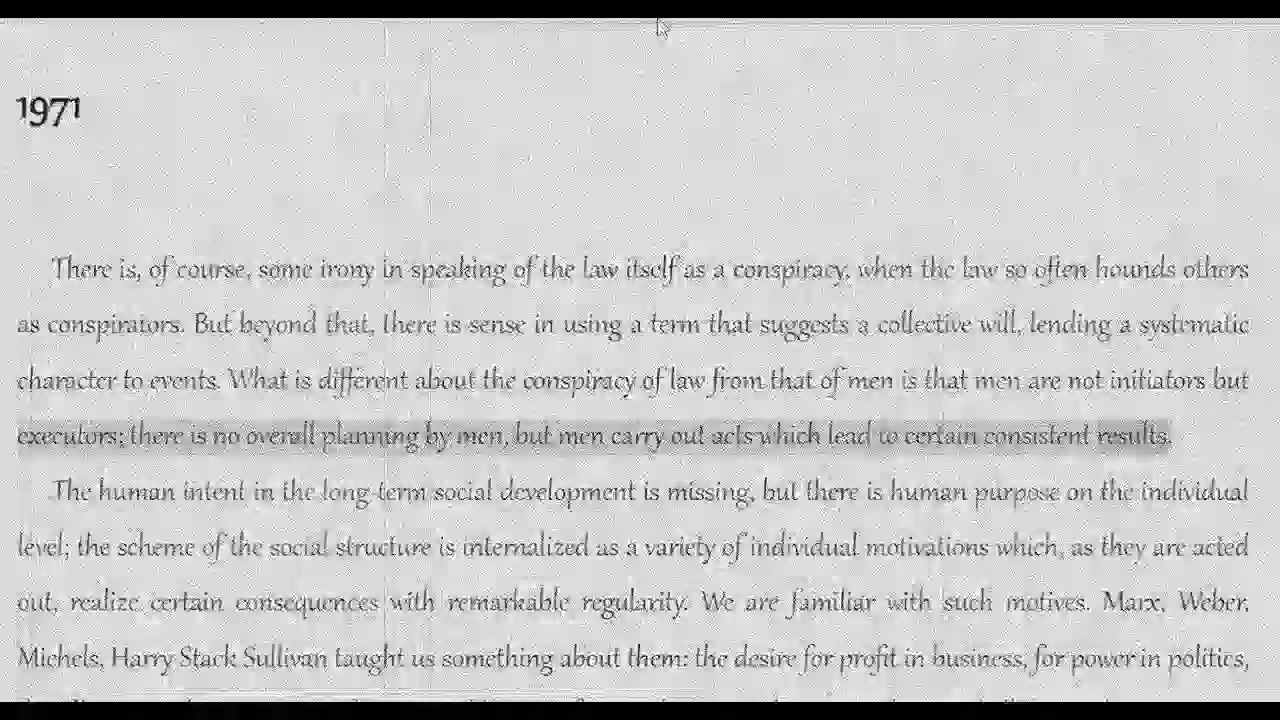 1971
There is, of course, some irony in speaking of the law itself as a conspiracy, when the law so often hounds others
as conspirators. But beyond that, there is sense in using a term that suggests a collective will, lending a systematic
character to events. What is different about the conspiracy of law from that of men is that men are not initiators but
executors; there is no overall planning by men, but men carry out acts which lead to certain consistent results.
The human intent in the long-term social development is missing, but there is human purpose on the individual
level; the scheme of the social structure is internalized as a variety of individual motivations which, as they are acted
out, realize certain consequences with remarkable regularity. We are familiar with such motives. Marx, Weber,
Michels, Harry Stack Sullivan taught us something about them: the desire for profit in business, for power in politics,